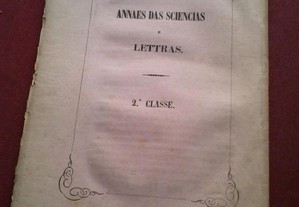 ANNAES DAS SCIENCIAS
E
LETTRAS.
2.ª CLASSE.